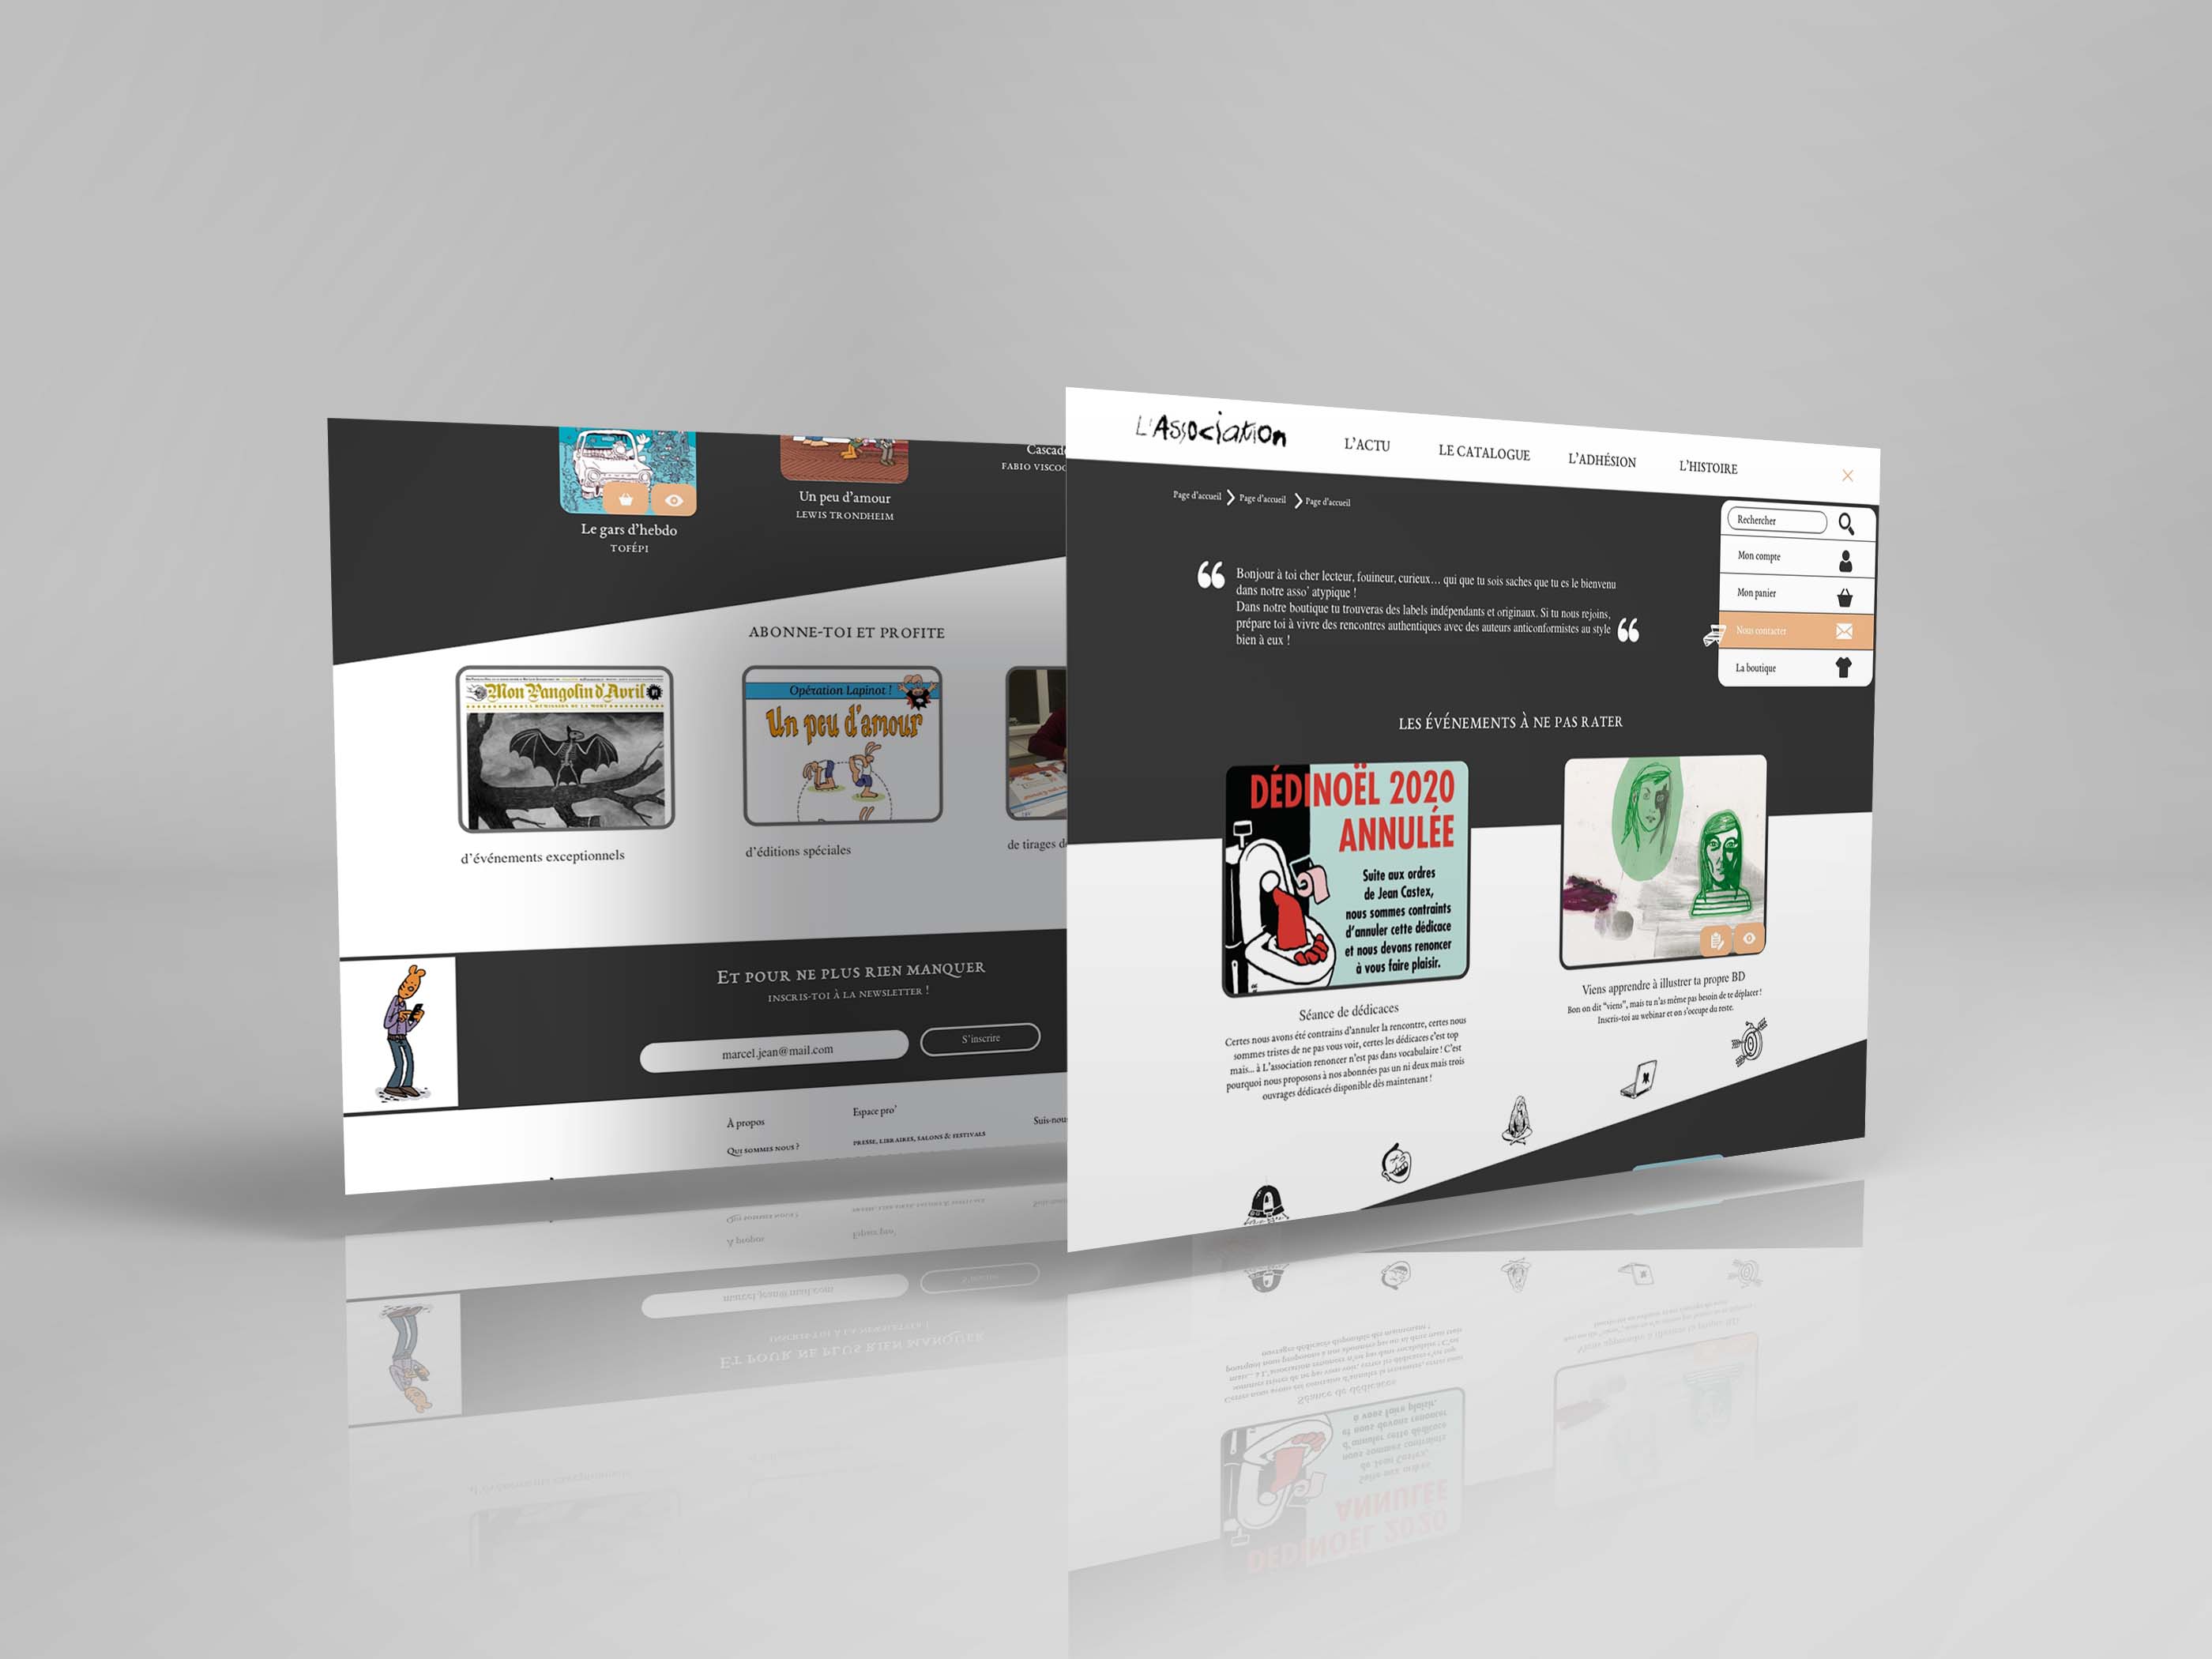 Le gars d'hebdo
TOFÉPI
Un peu d'amour
LEWIS TRONDHEIM
ABONNE-TOI ET PROFITE
Mon Pangolin d'Avril
LA RÉMISSION OU LA MORT
d'événements exceptionnels
Opération Lapinot !
Un peu d'amour
d'éditions spéciales
de tirages
ET POUR NE PLUS RIEN MANQUER
INSCRIS-TOI À LA NEWSLETTER !
marcel.jean@mail.com
S'inscrire
À propos
QUI SOMMES NOUS ?
Espace pro'
PRESSE, LIBRAIRES, SALONS & FESTIVALS
L'Association
L'ACTU
LE CATALOGUE
L'ADHÉSION
L'HISTOIRE
Page d'accueil Page d'accueil Page d'accueil
Rechercher
Mon compte
Mon panier
Nous contacter
La boutique
Bonjour à toi cher lecteur, fouineur, curieux… qui que tu sois saches que tu es le bienvenu
dans notre asso' atypique !
Dans notre boutique tu trouveras des labels indépendants et originaux. Si tu nous rejoins,
prépare toi à vivre des rencontres authentiques avec des auteurs anticonformistes au style
bien à eux !
LES ÉVÉNEMENTS À NE PAS RATER
DÉDINOËL 2020
ANNULÉE
Suite aux ordres
de Jean Castex,
nous sommes contraints
d'annuler cette dédicace
et nous devons renoncer
à vous faire plaisir.
Séance de dédicaces
Certes nous avons été contrains d'annuler la rencontre, certes nous
sommes tristes de ne pas vous voir, certes les dédicaces c'est top
mais... à L'association renoncer n'est pas dans vocabulaire ! C'est
pourquoi nous proposons à nos abonnées pas un ni deux mais trois
ouvrages dédicacés disponible dès maintenant !
Viens apprendre à illustrer ta propre BD
Bon on dit "viens", mais tu n'as même pas besoin de te déplacer !
Inscris-toi au webinar et on s'occupe du reste.